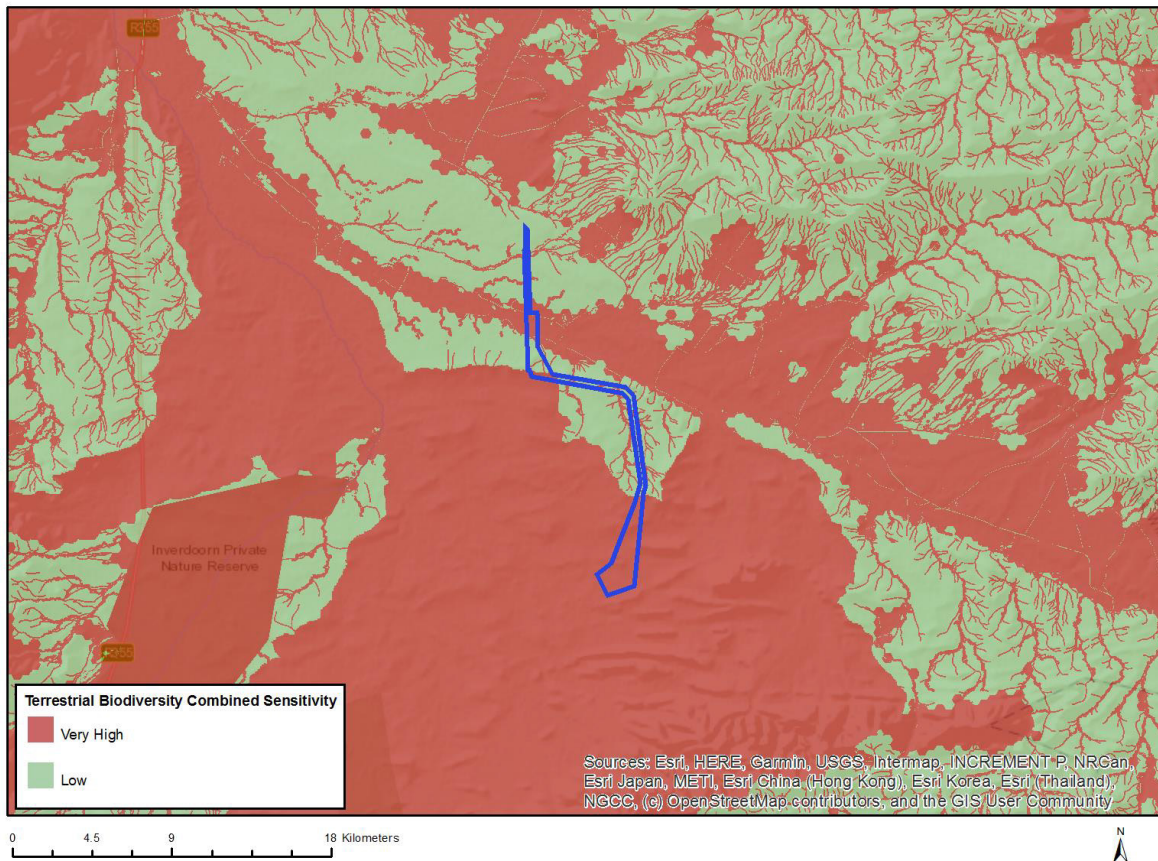 R355
Inverdoorn Private
Nature Reserve
R355
Terrestrial Biodiversity Combined Sensitivity
Very High
Low
Sources: Esri, HERE, Garmin, USGS, Intermap, INCREMENT P, NRCan,
Esri Japan, METI, Esri China (Hong Kong), Esri Korea, Esri (Thailand),
NGCC, (c) OpenStreetMap contributors, and the GIS User Community
0 4.5 9 18 Kilometers
N